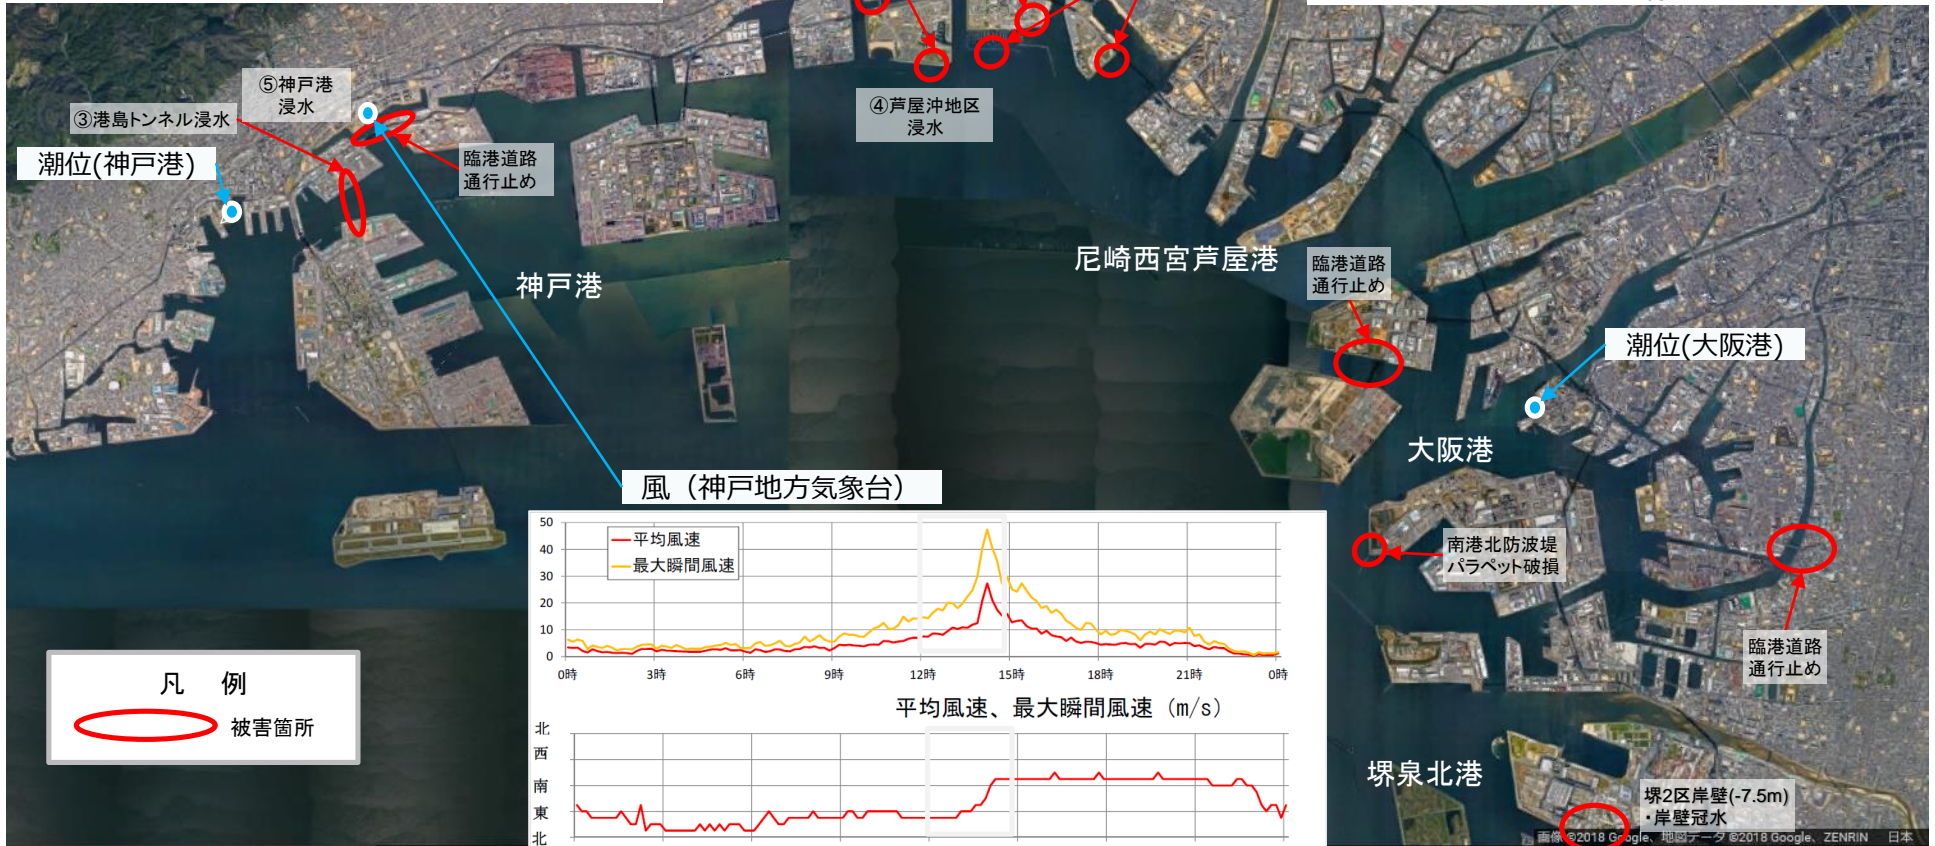 ⑤神戸港
浸水
③港島トンネル浸水
潮位(神戸港)
臨港道路
通行止め
④芦屋沖地区
浸水
神戸港
尼崎西宮芦屋港
臨港道路
通行止め
潮位(大阪港)
大阪港
風（神戸地方気象台）
南港北防波堤
パラペット破損
臨港道路
通行止め
堺泉北港
堺2区岸壁(-7.5m)
・岸壁冠水
凡 例
被害箇所
50
40
30
20
10
0
平均風速
最大瞬間風速
0時 3時 6時 9時 12時 15時 18時 21時 0時
平均風速、最大瞬間風速（m/s）
北
西
南
東
北
画像 ©2018 Google、地図データ ©2018 Google、ZENRIN 日本